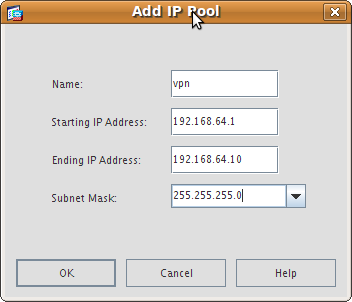 Add IP Pool
Name: vpn
Starting IP Address: 192.168.64.1
Ending IP Address: 192.168.64.10
Subnet Mask: 255.255.255.0
OK Cancel Help